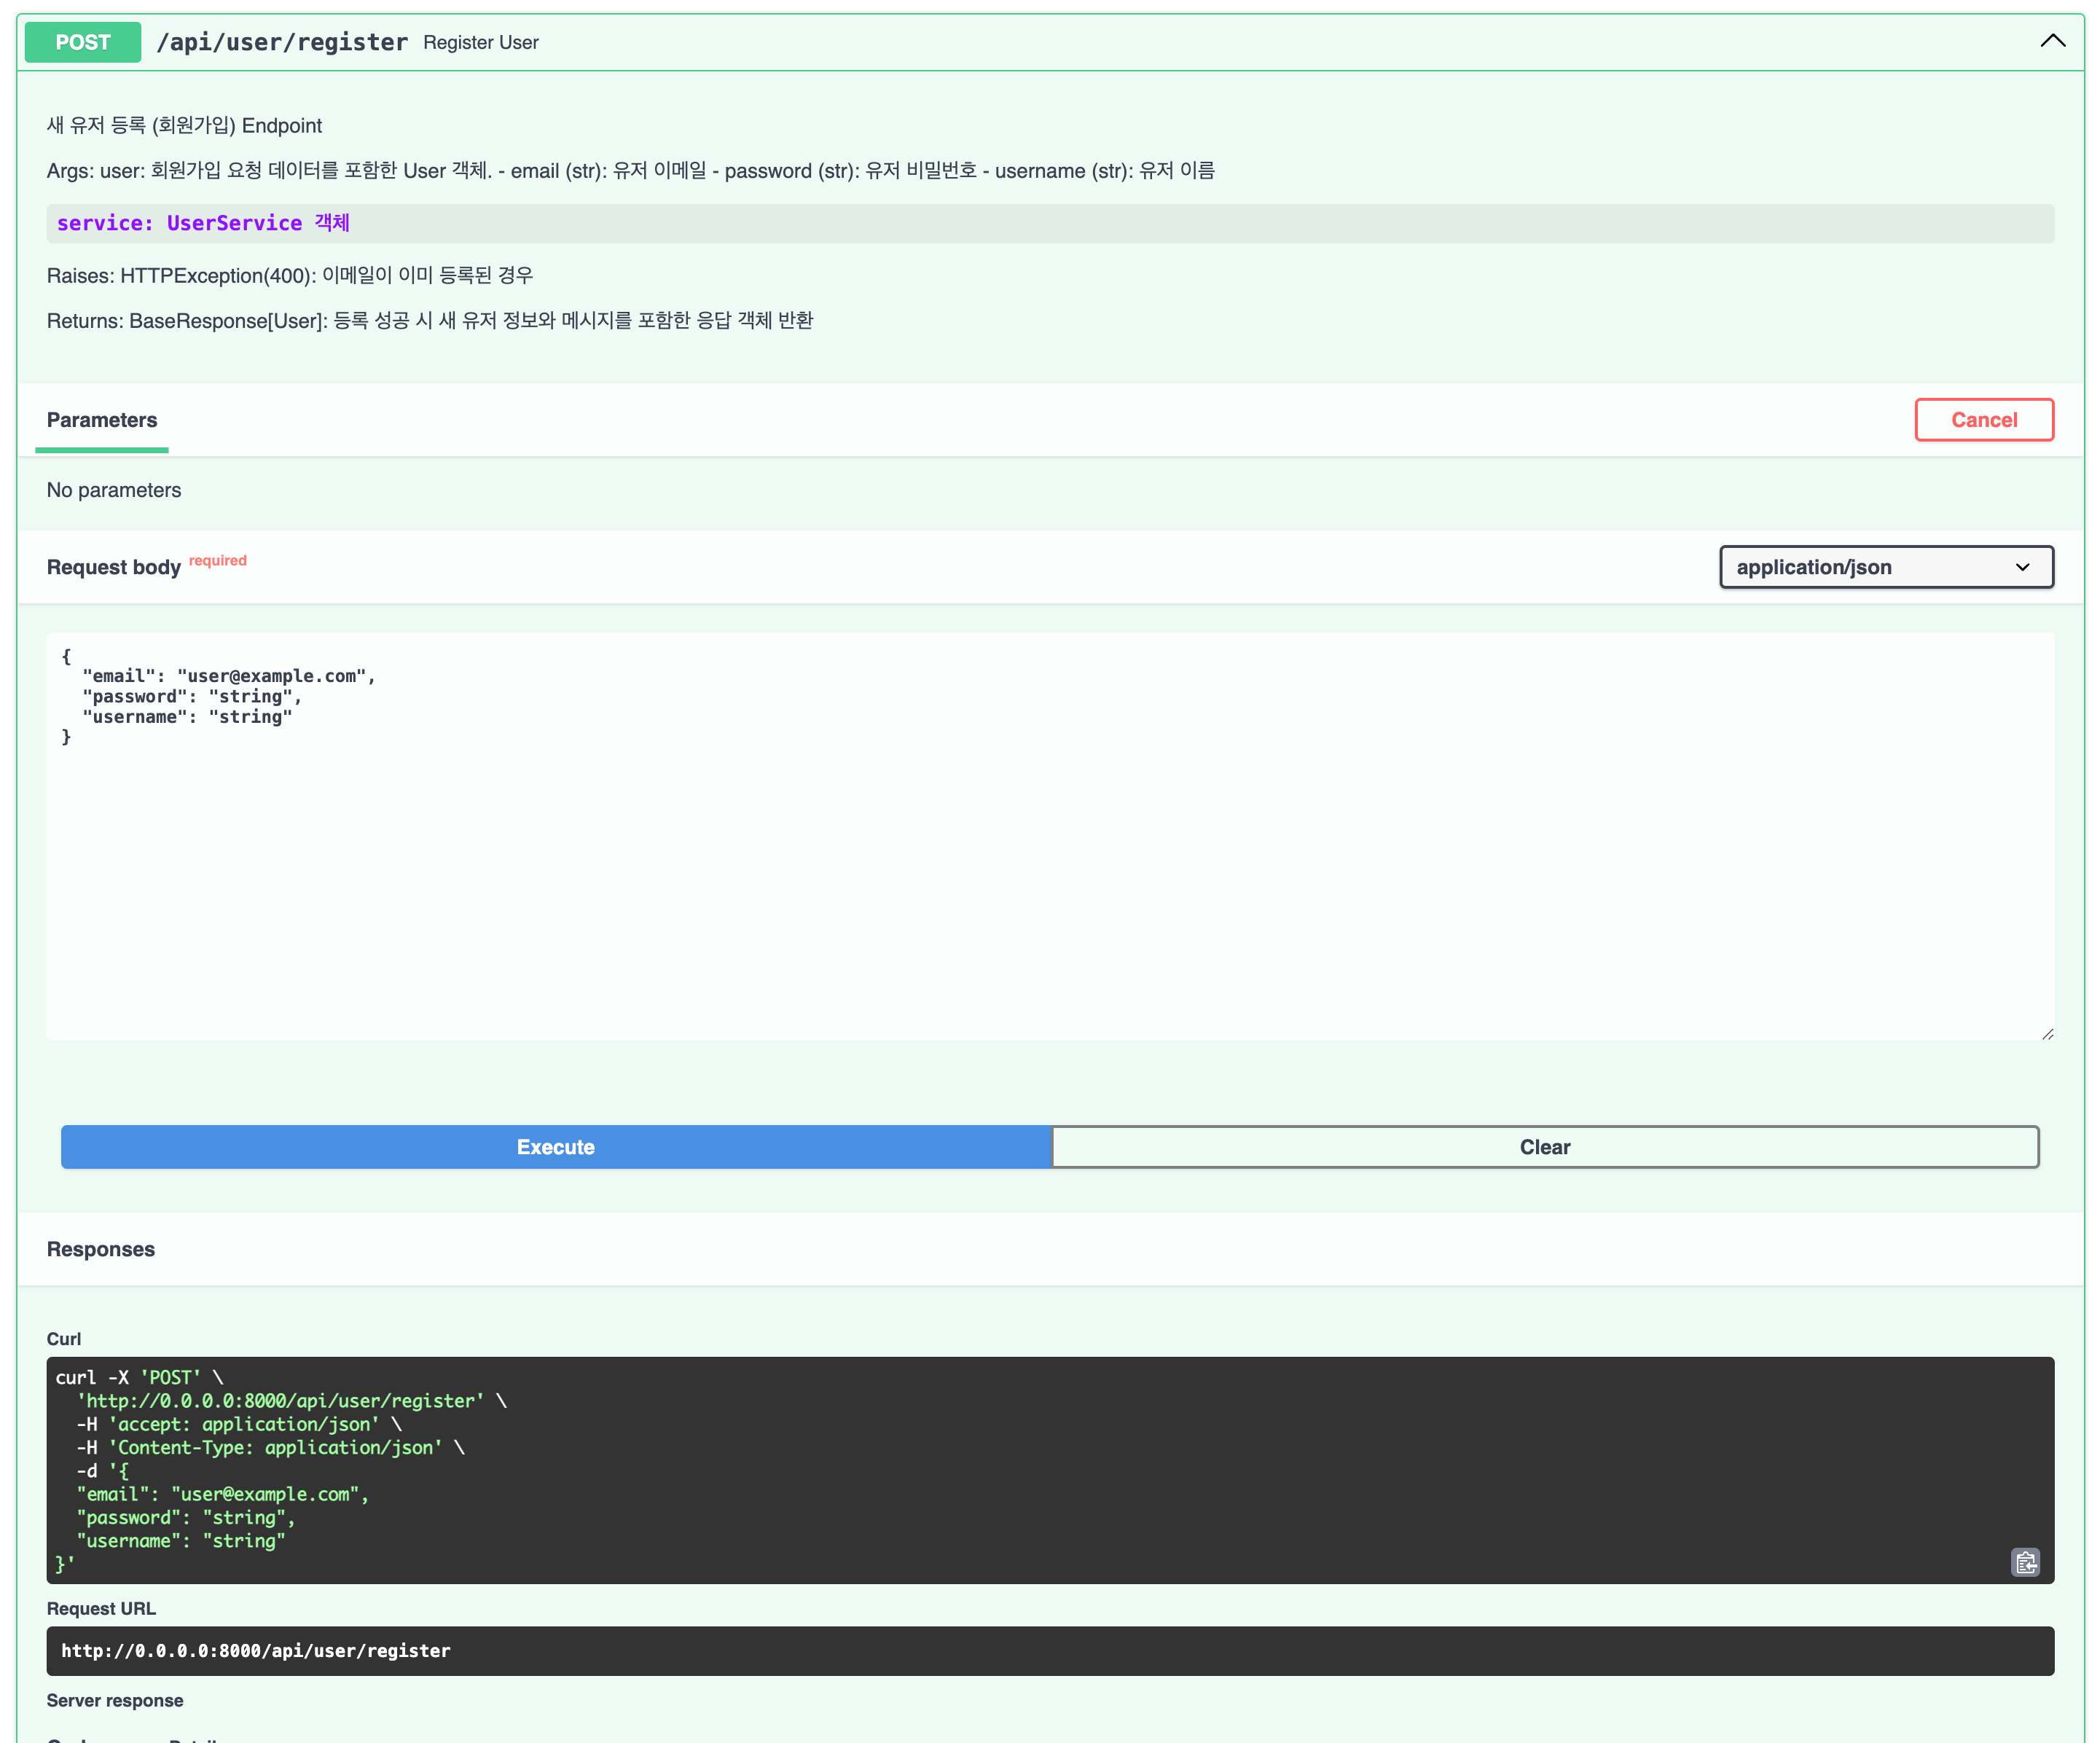 POST /api/user/register Register User
새 유저 등록 (회원가입) Endpoint
Args: user: 회원가입 요청 데이터를 포함한 User 객체. - email (str): 유저 이메일 - password (str): 유저 비밀번호 - username (str): 유저 이름
service: UserService 객체
Raises: HTTPException(400): 이메일이 이미 등록된 경우
Returns: BaseResponse[User]: 등록 성공 시 새 유저 정보와 메시지를 포함한 응답 객체 반환
Parameters
Cancel
No parameters
Request body required
application/json
{
"email": "user@example.com",
"password": "string",
"username": "string"
}
Execute
Clear
Responses
Curl
curl -X 'POST' \
'http://0.0.0.0:8000/api/user/register' \
-H 'accept: application/json' \
-H 'Content-Type: application/json' \
-d '{
"email": "user@example.com",
"password": "string",
"username": "string"
}'
Request URL
http://0.0.0.0:8000/api/user/register
Server response